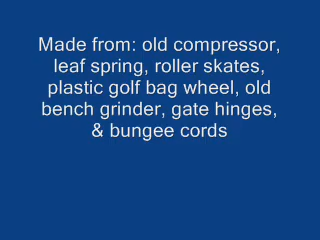 Made from: old compressor,
leaf spring, roller skates,
plastic golf bag wheel, old
bench grinder, gate hinges,
& bungee cords